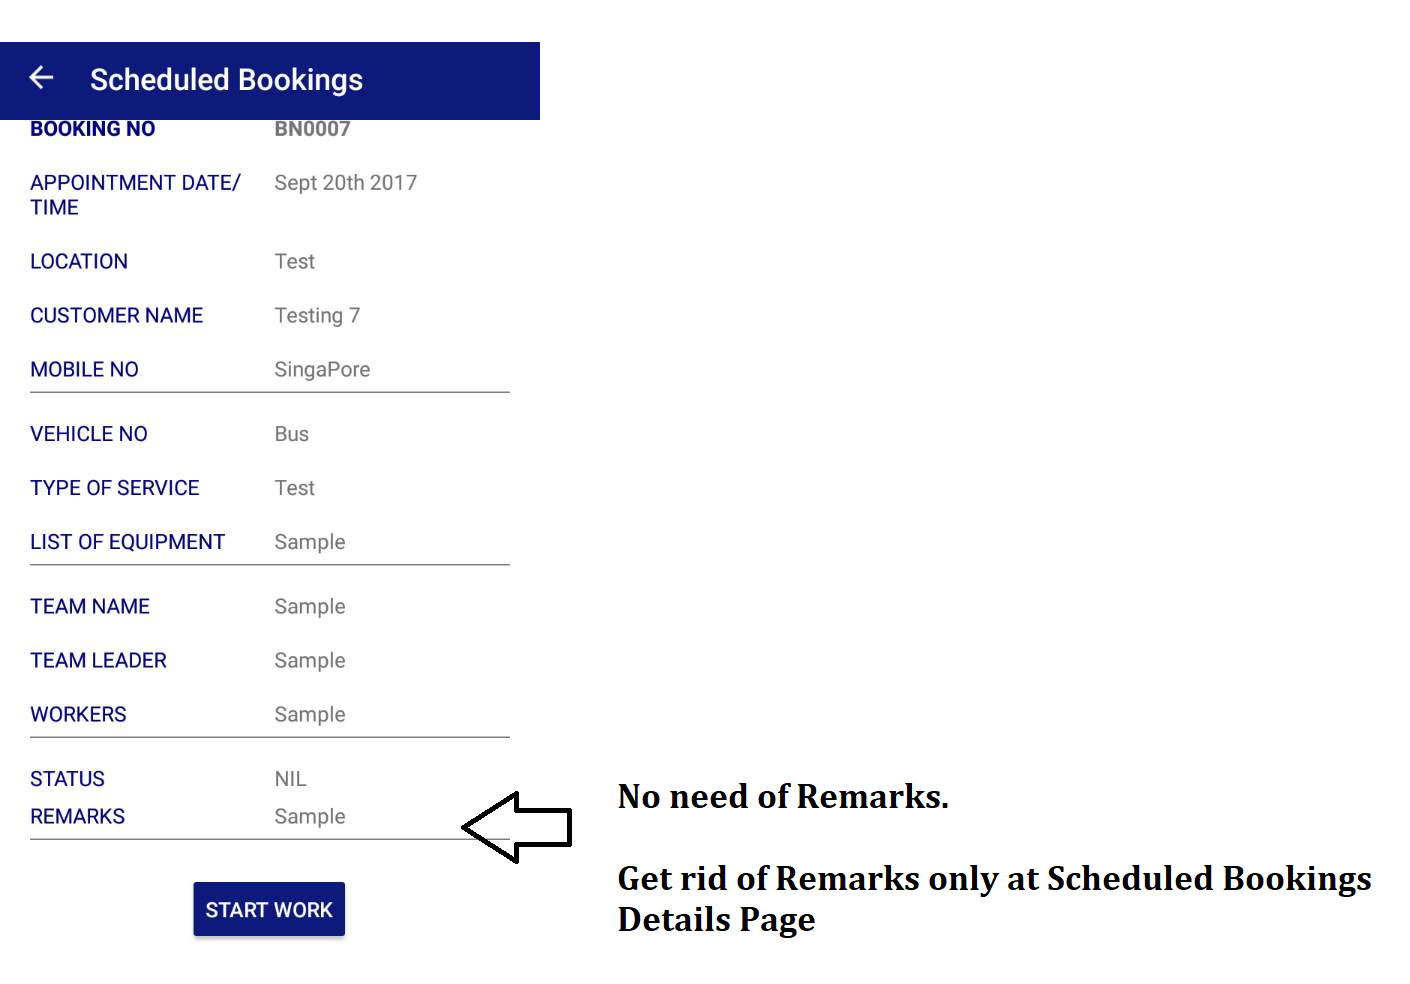 Scheduled Bookings
BOOKING NO BN0007
APPOINTMENT DATE/ Sept 20th 2017
TIME
LOCATION Test
CUSTOMER NAME Testing 7
MOBILE NO SingaPore
VEHICLE NO Bus
TYPE OF SERVICE Test
LIST OF EQUIPMENT Sample
TEAM NAME Sample
TEAM LEADER Sample
WORKERS Sample
STATUS NIL
REMARKS Sample
START WORK
No need of Remarks.
Get rid of Remarks only at Scheduled Bookings
Details Page